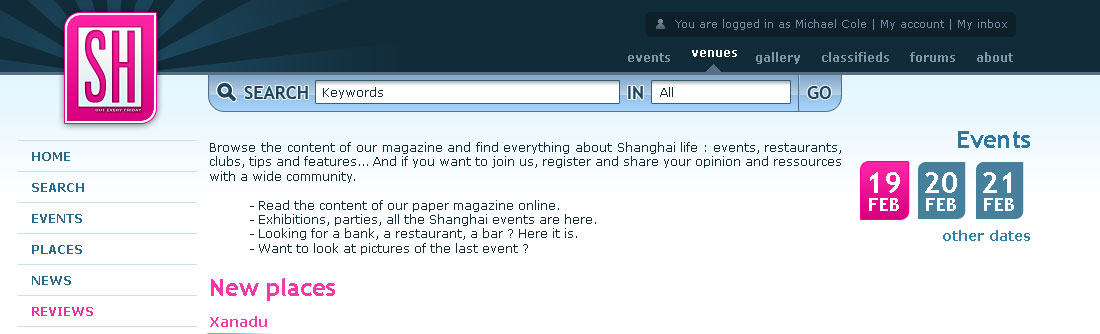 SH
OUT EVERY FRIDAY
You are logged in as Michael Cole | My account | My inbox
events venues gallery classifieds forums about
SEARCH Keywords IN All GO
HOME
SEARCH
EVENTS
PLACES
NEWS
REVIEWS
Browse the content of our magazine and find everything about Shanghai life : events, restaurants,
clubs, tips and features... And if you want to join us, register and share your opinion and ressources
with a wide community.
- Read the content of our paper magazine online.
- Exhibitions, parties, all the Shanghai events are here.
- Looking for a bank, a restaurant, a bar ? Here it is.
- Want to look at pictures of the last event ?
New places
Xanadu
Events
19 20 21
FEB FEB FEB
other dates